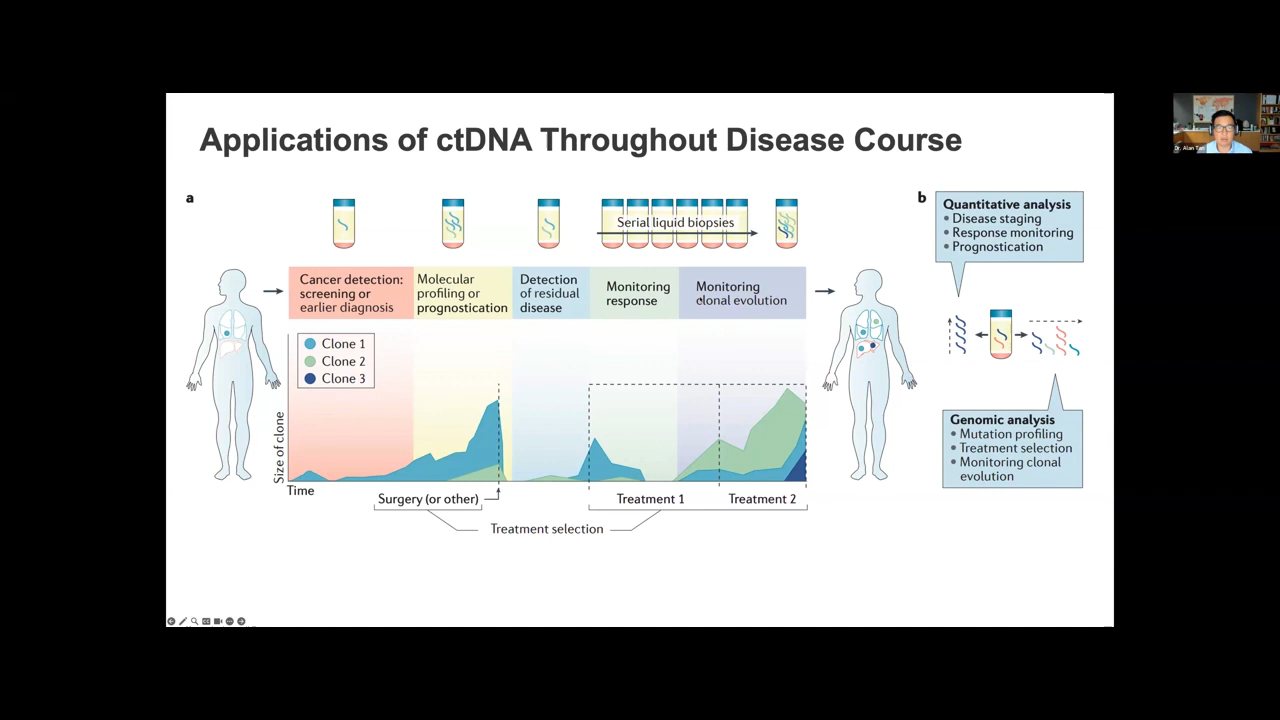 Applications of ctDNA Throughout Disease Course
a
Serial liquid biopsies
Cancer detection:
screening or
earlier diagnosis
Molecular
profiling or
prognostication
Detection
of residual
disease
Monitoring
response
Monitoring
clonal evolution
Clone 1
Clone 2
Clone 3
Size of clone
Time
Surgery (or other)
Treatment 1
Treatment 2
Treatment selection
b
Quantitative analysis
• Disease staging
• Response monitoring
• Prognostication
Genomic analysis
• Mutation profiling
• Treatment selection
• Monitoring clonal
evolution
Dr. Alan Tan